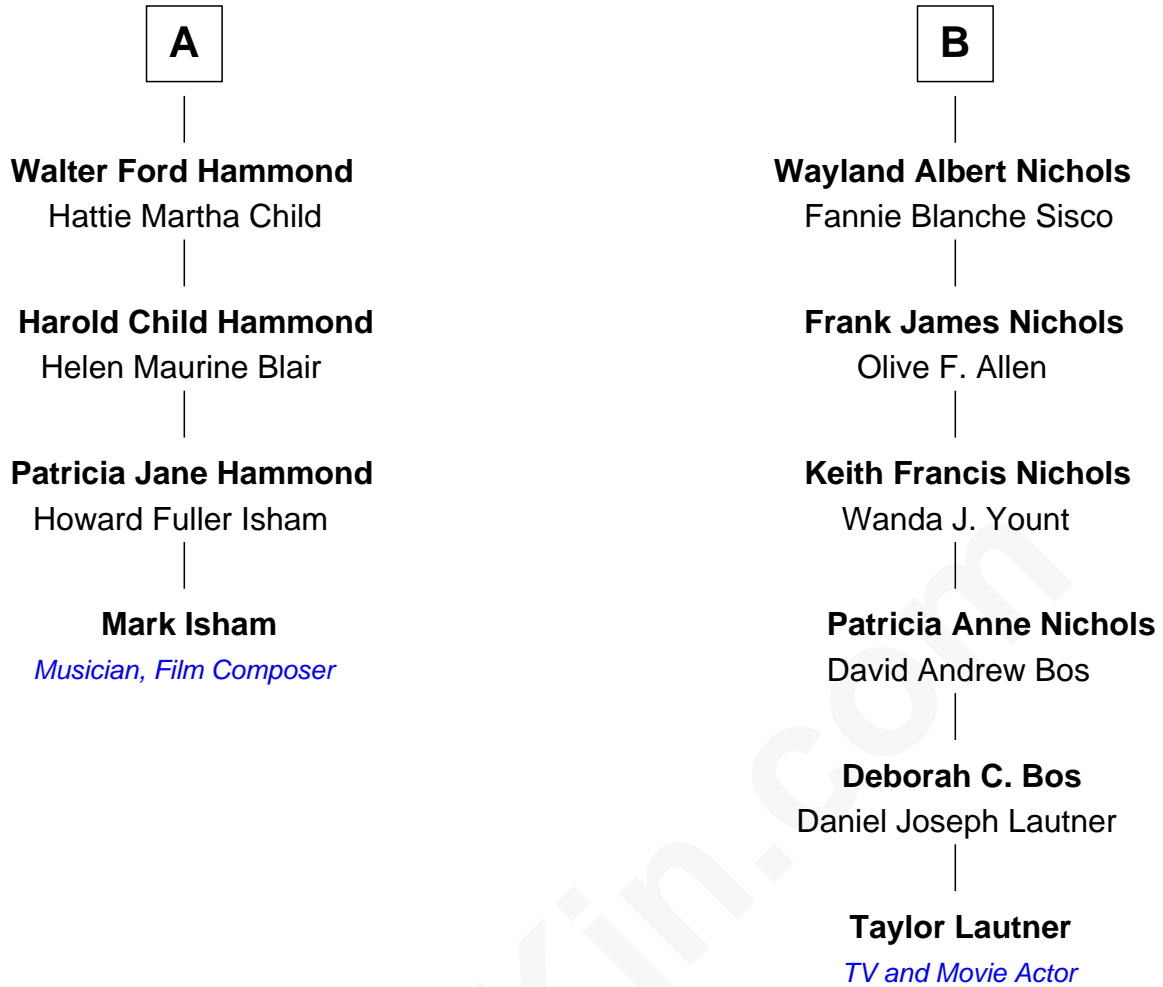 A
Walter Ford Hammond
Hattie Martha Child
Harold Child Hammond
Helen Maurine Blair
Patricia Jane Hammond
Howard Fuller Isham
Mark Isham
Musician, Film Composer
B
Wayland Albert Nichols
Fannie Blanche Sisco
Frank James Nichols
Olive F. Allen
Keith Francis Nichols
Wanda J. Yount
Patricia Anne Nichols
David Andrew Bos
Deborah C. Bos
Daniel Joseph Lautner
Taylor Lautner
TV and Movie Actor
Kin.com